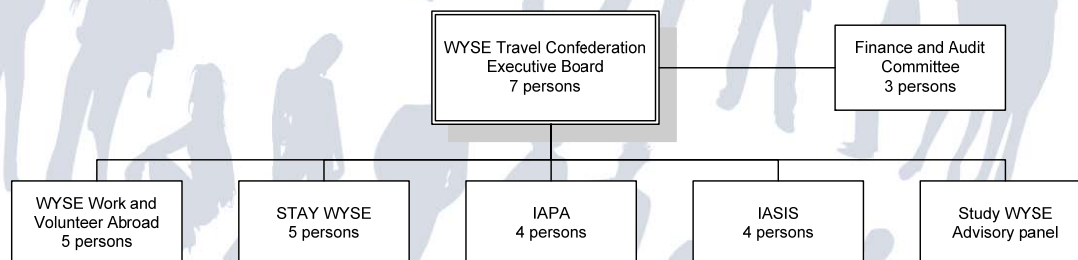 WYSE Travel Confederation
Executive Board
7 persons
Finance and Audit
Committee
3 persons
WYSE Work and
Volunteer Abroad
5 persons
STAY WYSE
5 persons
IAPA
4 persons
IASIS
4 persons
Study WYSE
Advisory panel